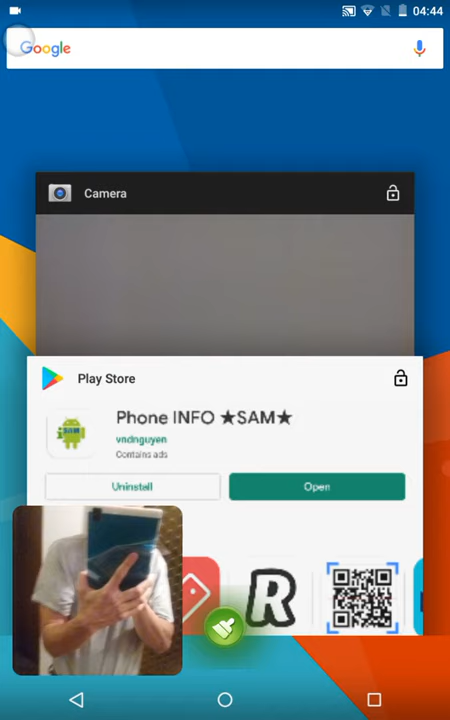 04:44
Google
Camera
Play Store
Phone INFO ★SAM★
vndnguyen
Contains ads
Uninstall
Open
R